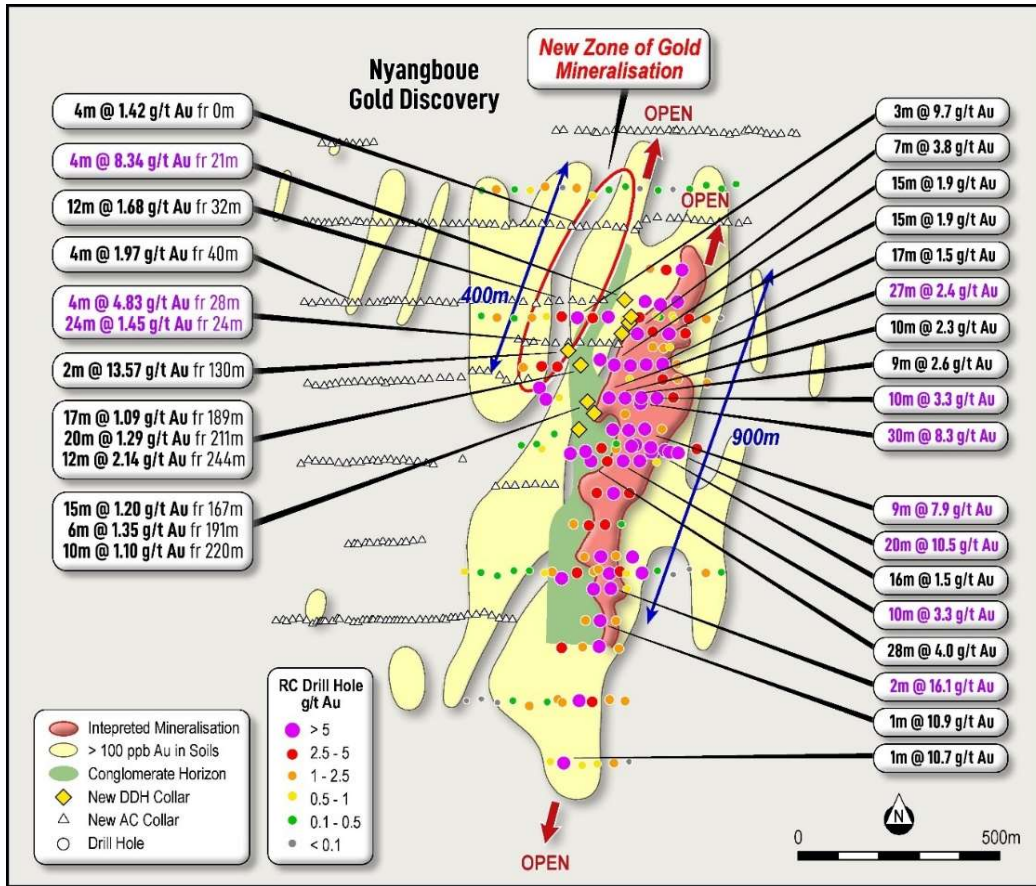 Nyangboue
Gold Discovery
New Zone of Gold
Mineralisation
OPEN
OPEN
400m
900m
OPEN
4m @ 1.42 g/t Au fr 0m
4m @ 8.34 g/t Au fr 21m
12m @ 1.68 g/t Au fr 32m
4m @ 1.97 g/t Au fr 40m
4m @ 4.83 g/t Au fr 28m
24m @ 1.45 g/t Au fr 24m
2m @ 13.57 g/t Au fr 130m
17m @ 1.09 g/t Au fr 189m
20m @ 1.29 g/t Au fr 211m
12m @ 2.14 g/t Au fr 244m
15m @ 1.20 g/t Au fr 167m
6m @ 1.35 g/t Au fr 191m
10m @ 1.10 g/t Au fr 220m
3m @ 9.7 g/t Au
7m @ 3.8 g/t Au
15m @ 1.9 g/t Au
15m @ 1.9 g/t Au
17m @ 1.5 g/t Au
27m @ 2.4 g/t Au
10m @ 2.3 g/t Au
9m @ 2.6 g/t Au
10m @ 3.3 g/t Au
30m @ 8.3 g/t Au
9m @ 7.9 g/t Au
20m @ 10.5 g/t Au
16m @ 1.5 g/t Au
10m @ 3.3 g/t Au
28m @ 4.0 g/t Au
2m @ 16.1 g/t Au
1m @ 10.9 g/t Au
1m @ 10.7 g/t Au
Intepreted Mineralisation
> 100 ppb Au in Soils
Conglomerate Horizon
New DDH Collar
New AC Collar
Drill Hole
RC Drill Hole
g/t Au
> 5
2.5 - 5
1 - 2.5
0.5 - 1
0.1 - 0.5
< 0.1
N
0 500m